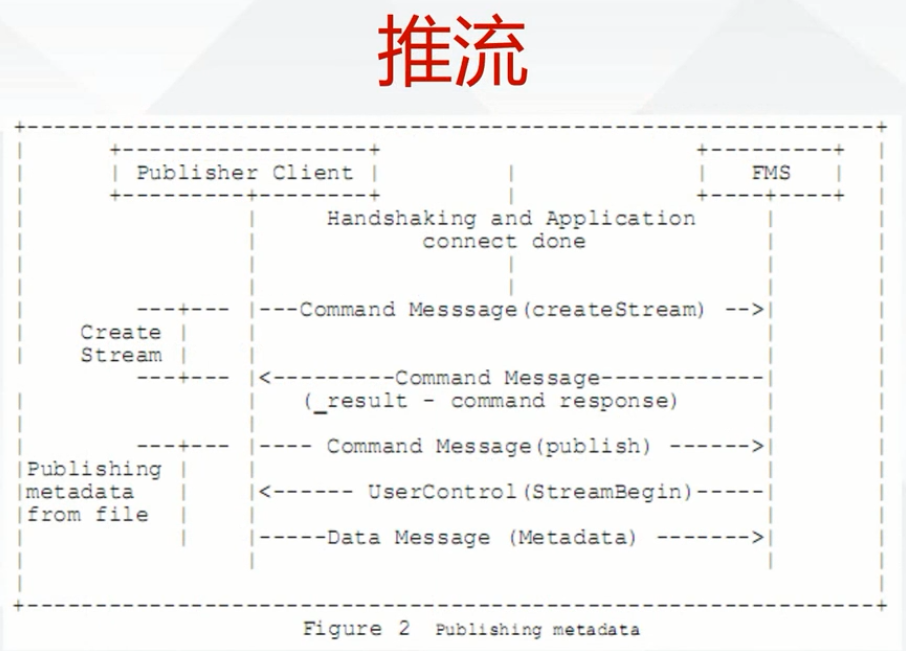 推流
Publisher Client FMS
Handshaking and Application
connect done
Command Messsage(createStream)
Create
Stream
Command Message
(_result - command response)
Command Message(publish)
Publishing
metadata
from file
UserControl(StreamBegin)
Data Message (Metadata)
Figure 2 Publishing metadata